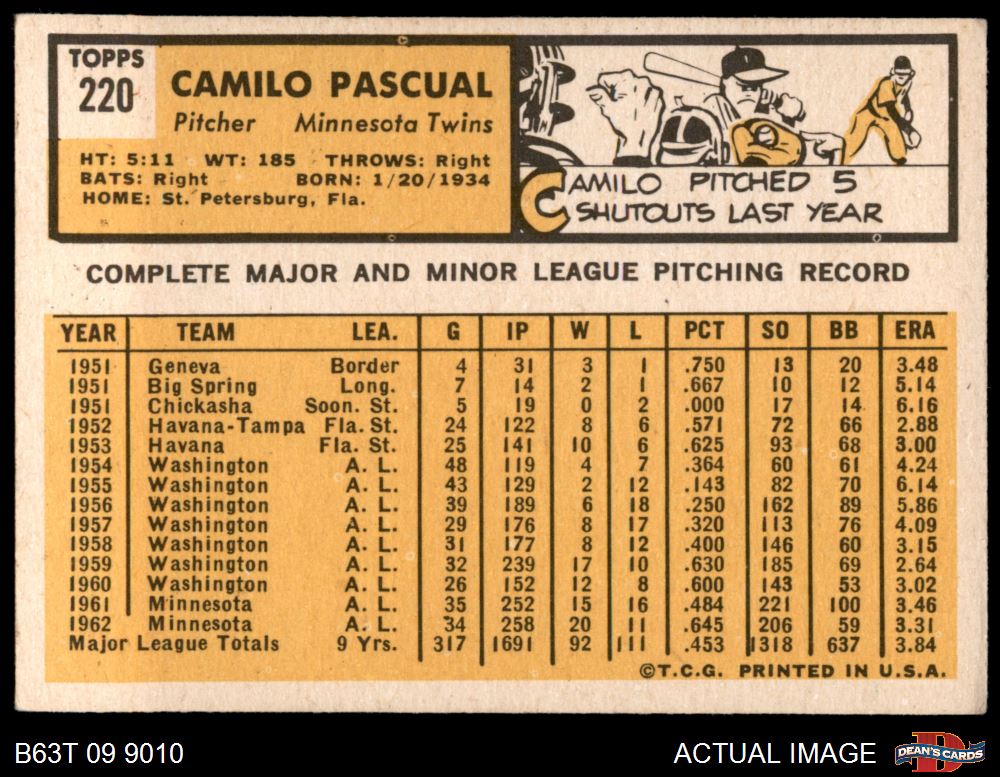 TOPPS
220
CAMILO PASCUAL
Pitcher Minnesota Twins
HT: 5:11 WT: 185 THROWS: Right
BATS: Right BORN: 1/20/1934
HOME: St. Petersburg, Fla.
CAMILO PITCHED 5
SHUTOUTS LAST YEAR
COMPLETE MAJOR AND MINOR LEAGUE PITCHING RECORD
YEAR TEAM LEA. G IP W L PCT SO BB ERA
1951 Geneva Border 4 31 3 1 .750 13 20 3.48
1951 Big Spring Long. 7 14 2 1 .667 10 12 5.14
1951 Chickasha Soon. St. 5 19 0 2 .000 17 14 6.16
1952 Havana-Tampa Fla. St. 24 122 8 6 .571 72 66 2.88
1953 Havana Fla. St. 25 141 10 6 .625 93 68 3.00
1954 Washington A. L. 48 119 4 7 .364 60 61 4.24
1955 Washington A. L. 43 129 2 12 .143 82 70 6.14
1956 Washington A. L. 39 189 6 18 .250 162 89 5.86
1957 Washington A. L. 29 176 8 17 .320 113 76 4.09
1958 Washington A. L. 31 177 8 12 .400 146 60 3.15
1959 Washington A. L. 32 239 17 10 .630 185 69 2.64
1960 Washington A. L. 26 152 12 8 .600 143 53 3.02
1961 Minnesota A. L. 35 252 15 16 .484 221 100 3.46
1962 Minnesota A. L. 34 258 20 11 .645 206 59 3.31
Major League Totals 9 Yrs. 317 1691 92 111 .453 1318 637 3.84
©T.C.G. PRINTED IN U.S.A.
B63T 09 9010
ACTUAL IMAGE
DEAN'S CARDS